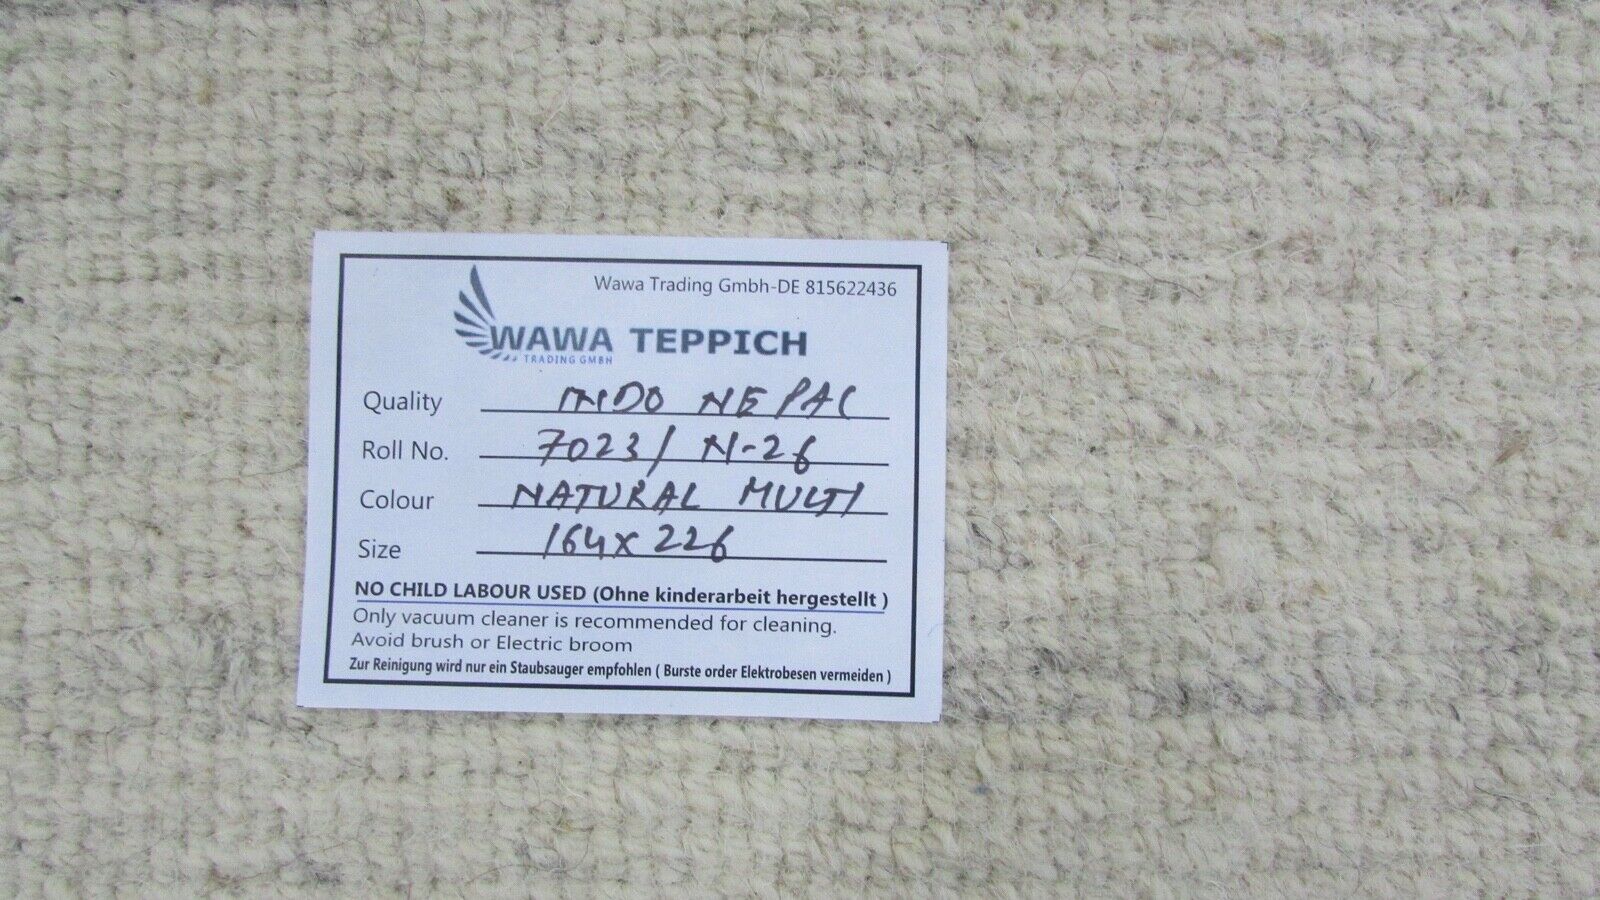 Wawa Trading Gmbh-DE 815622436
WAWA TEPPICH
TRADING GMBH
Quality INDO NEPAL
Roll No. 7023/ N-26
Colour NATURAL MULTI
Size 164x226
NO CHILD LABOUR USED (Ohne kinderarbeit hergestellt )
Only vacuum cleaner is recommended for cleaning.
Avoid brush or Electric broom
Zur Reinigung wird nur ein Staubsauger empfohlen ( Burste order Elektrobesen vermeiden )